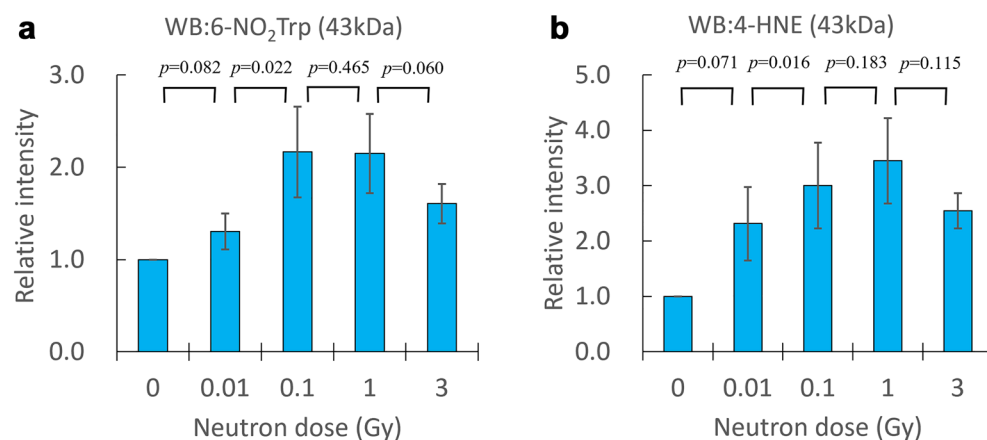 a
WB:6-NO₂Trp (43kDa)
p=0.082 p=0.022 p=0.465 p=0.060
Relative intensity
3.0
2.0
1.0
0.0
0 0.01 0.1 1 3
Neutron dose (Gy)
b
WB:4-HNE (43kDa)
p=0.071 p=0.016 p=0.183 p=0.115
Relative intensity
5.0
4.0
3.0
2.0
1.0
0.0
0 0.01 0.1 1 3
Neutron dose (Gy)